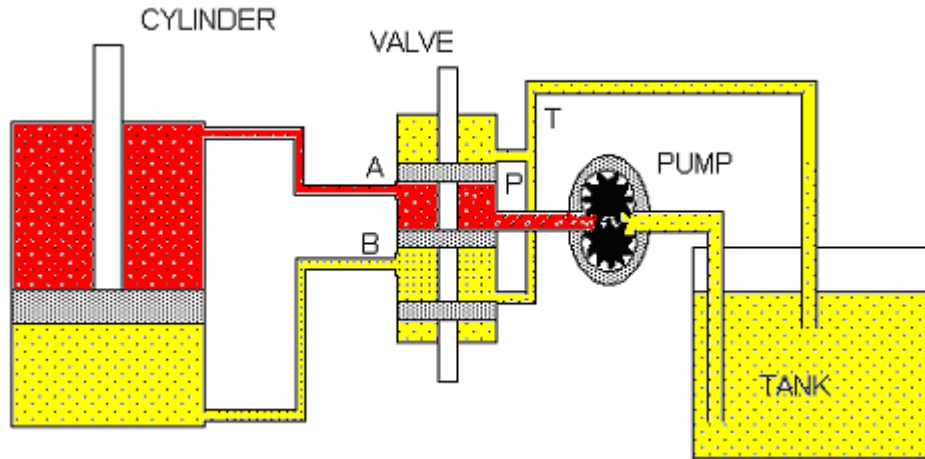 CYLINDER
VALVE
T
A
P
PUMP
B
TANK